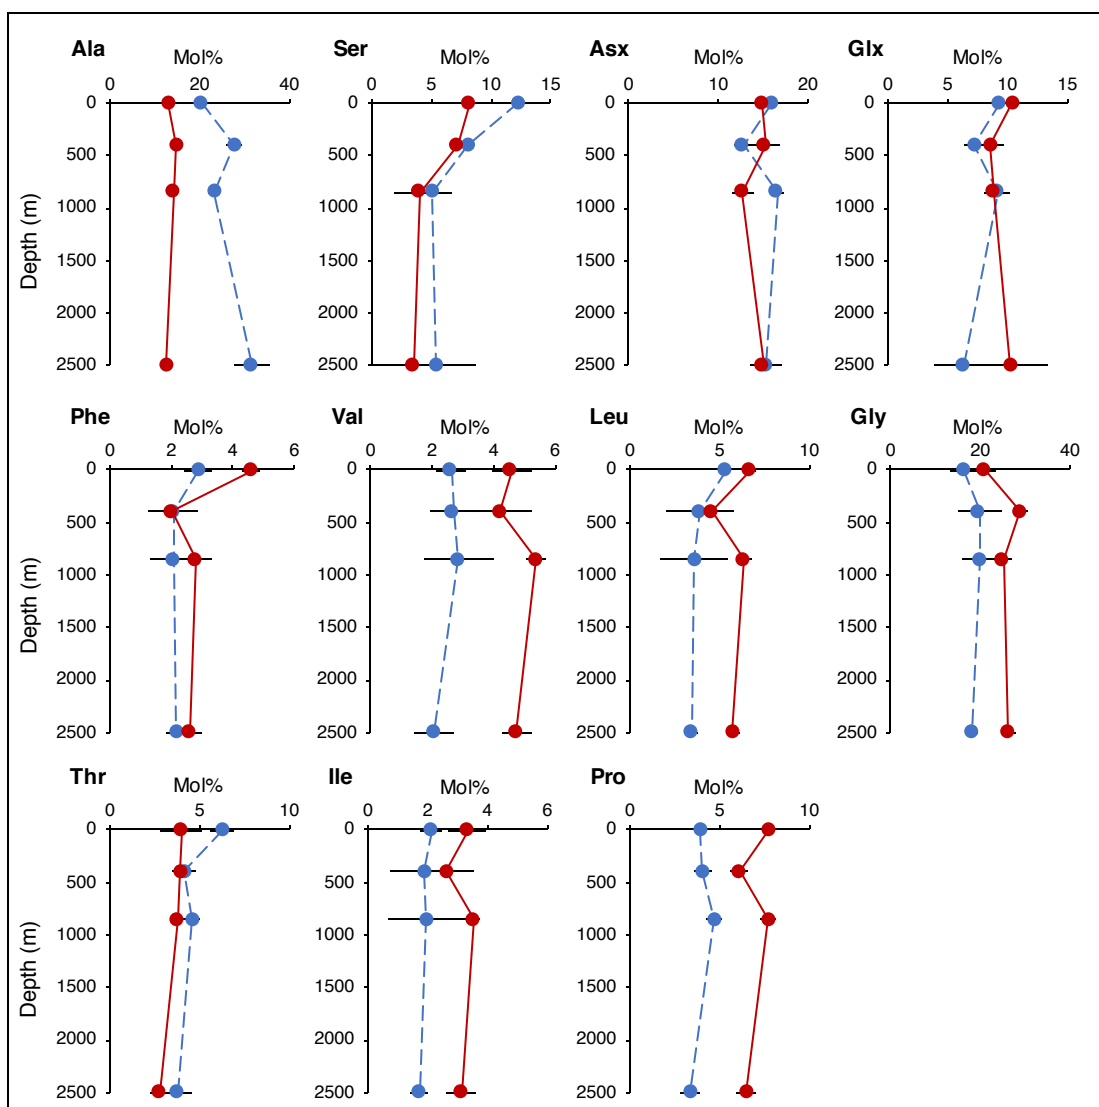 Ala Mol% Ser Mol% Asx Mol% Glx Mol%
0 20 40 0 5 10 15 0 10 20 0 5 10 15
0 0 0 0
500 500 500 500
1000 1000 1000 1000
Depth (m)
1500 1500 1500 1500
2000 2000 2000 2000
2500 2500 2500 2500
Phe Mol% Val Mol% Leu Mol% Gly Mol%
0 2 4 6 0 2 4 6 0 5 10 0 20 40
0 0 0 0
500 500 500 500
1000 1000 1000 1000
Depth (m)
1500 1500 1500 1500
2000 2000 2000 2000
2500 2500 2500 2500
Thr Mol% Ile Mol% Pro Mol%
0 5 10 0 2 4 6 0 5 10
0 0 0
500 500 500
1000 1000 1000
Depth (m)
1500 1500 1500
2000 2000 2000
2500 2500 2500